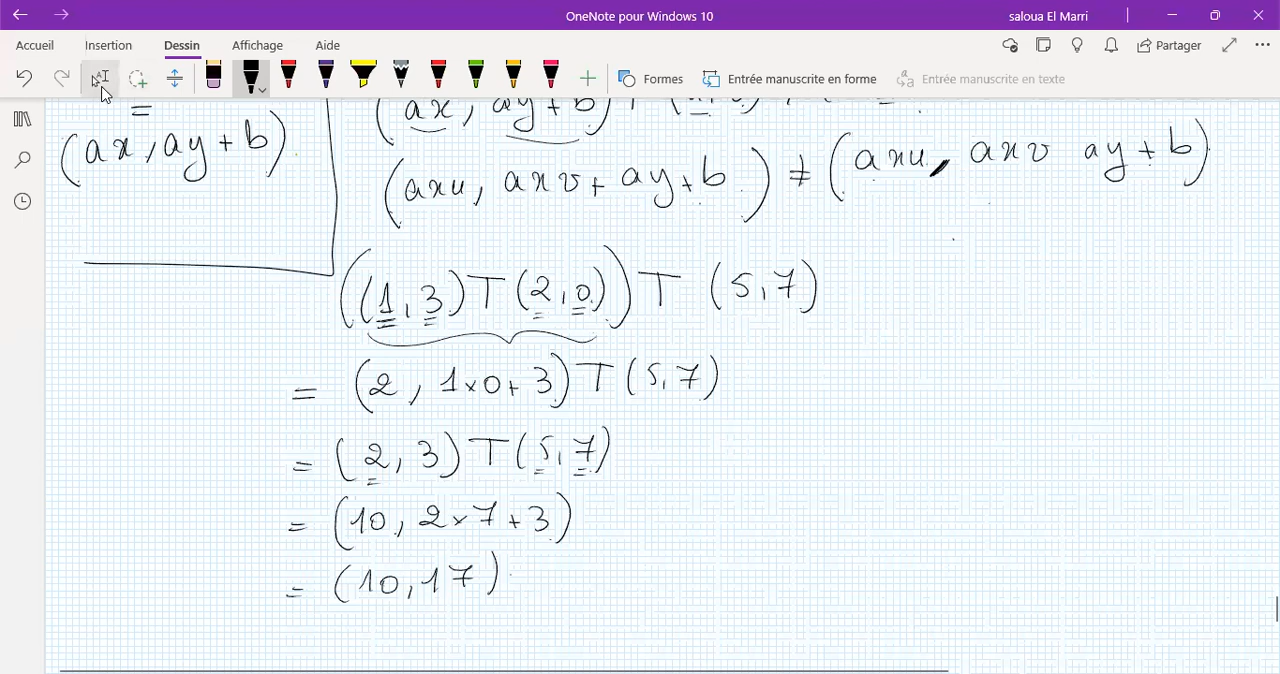 OneNote pour Windows 10
saloua El Marri
Accueil Insertion Dessin Affichage Aide
Partager
Formes Entrée manuscrite en forme Entrée manuscrite en texte
=
(ax, ay+b)
(ax, ay+b) T
(axu, axv + ay+b) ≠ (axu, axv ay+b)
((1,3)T(2,0))T (5,7)
= (2, 1×0+3)T(5,7)
= (2,3)T(5,7)
= (10, 2×7+3)
= (10,17)